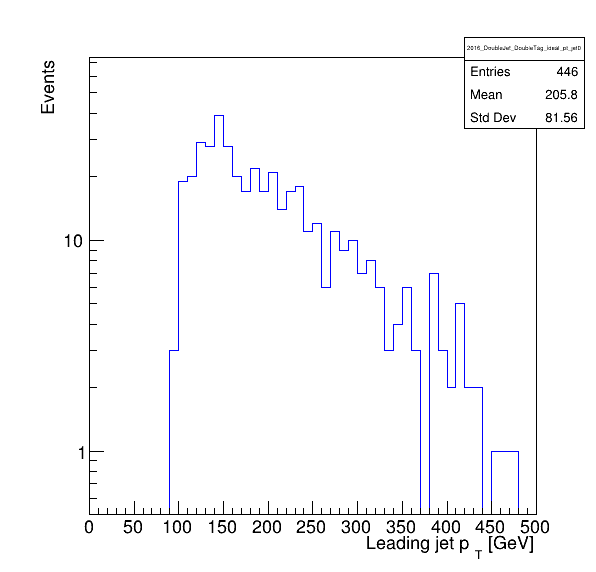 2016_DoubleJet_DoubleTag_ideal_pt_jet0
Entries 446
Mean 205.8
Std Dev 81.56
Events
10
1
0 50 100 150 200 250 300 350 400 450 500
Leading jet p T [GeV]